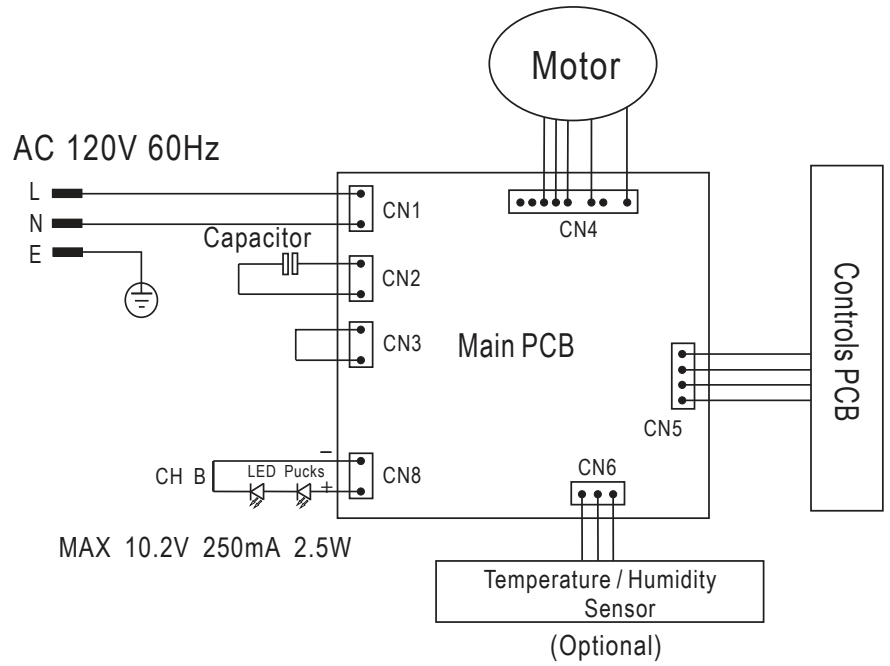 Motor
AC 120V 60Hz
L
N
E
CN1
Capacitor
CN2
CN3
CN4
Main PCB
CN5
Controls PCB
CH B
LED Pucks
−
+
CN8
CN6
MAX 10.2V 250mA 2.5W
Temperature / Humidity
Sensor
(Optional)